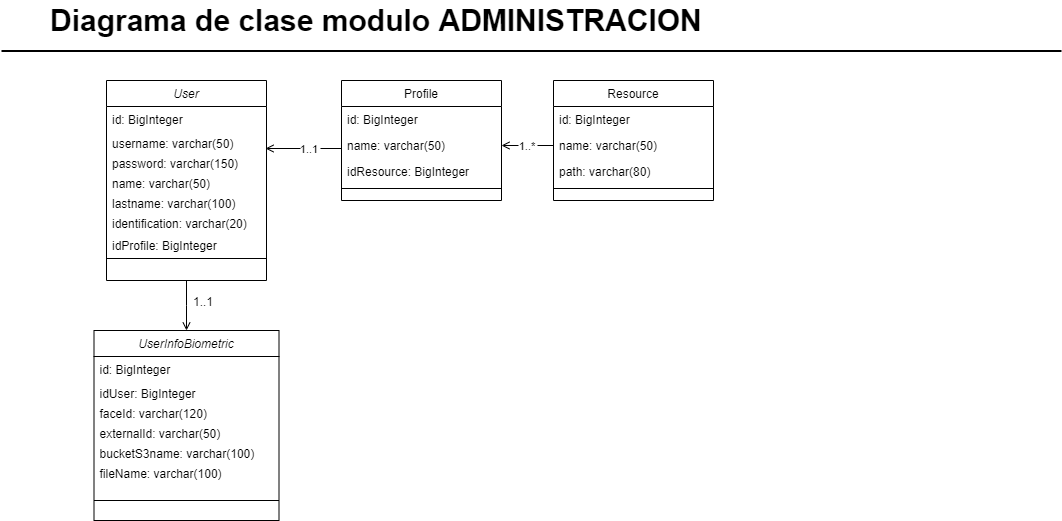 Diagrama de clase modulo ADMINISTRACION
User
id: BigInteger
username: varchar(50)
password: varchar(150)
name: varchar(50)
lastname: varchar(100)
identification: varchar(20)
idProfile: BigInteger
1..1
Profile
id: BigInteger
name: varchar(50)
idResource: BigInteger
1..*
Resource
id: BigInteger
name: varchar(50)
path: varchar(80)
1..1
UserInfoBiometric
id: BigInteger
idUser: BigInteger
faceId: varchar(120)
externalId: varchar(50)
bucketS3name: varchar(100)
fileName: varchar(100)